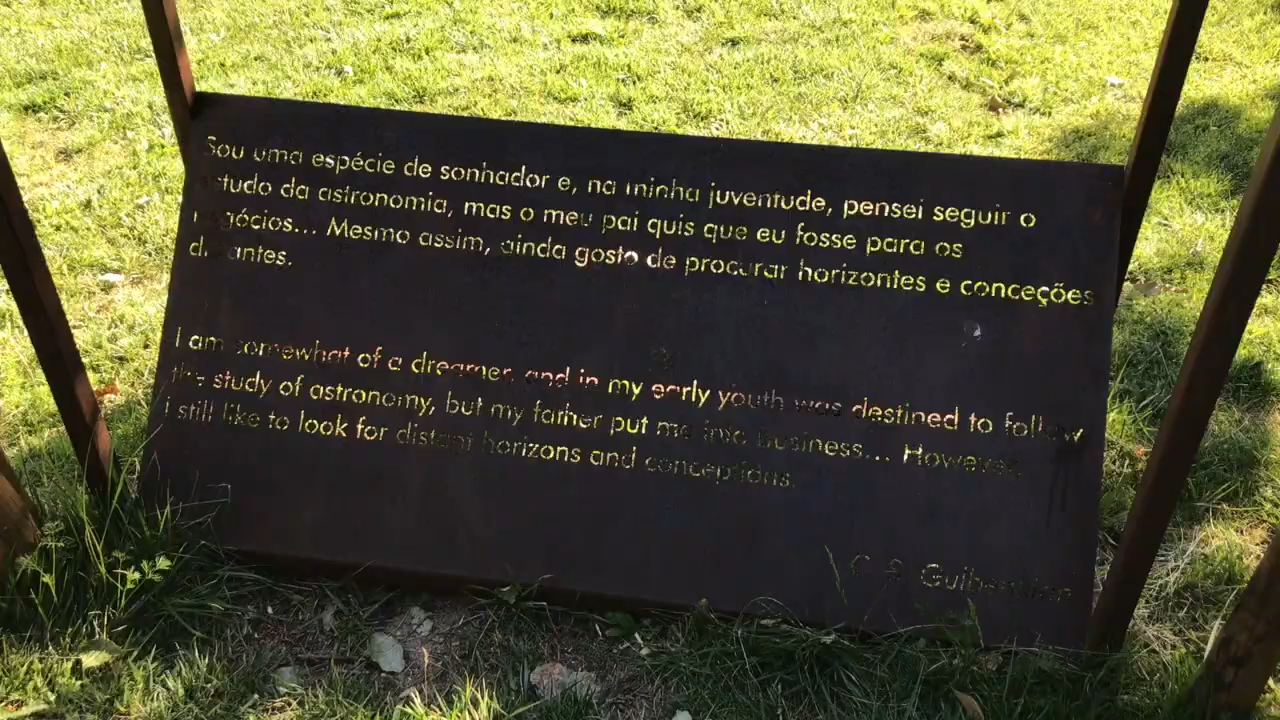 Sou uma espécie de sonhador e, na minha juventude, pensei seguir o
estudo da astronomia, mas o meu pai quis que eu fosse para os
negócios... Mesmo assim, ainda gosto de procurar horizontes e conceções
distantes.
I am somewhat of a dreamer and in my early youth was destined to follow
the study of astronomy, but my father put me into business... However,
i still like to look for distant horizons and conceptions.
C. S. Gulbenkian